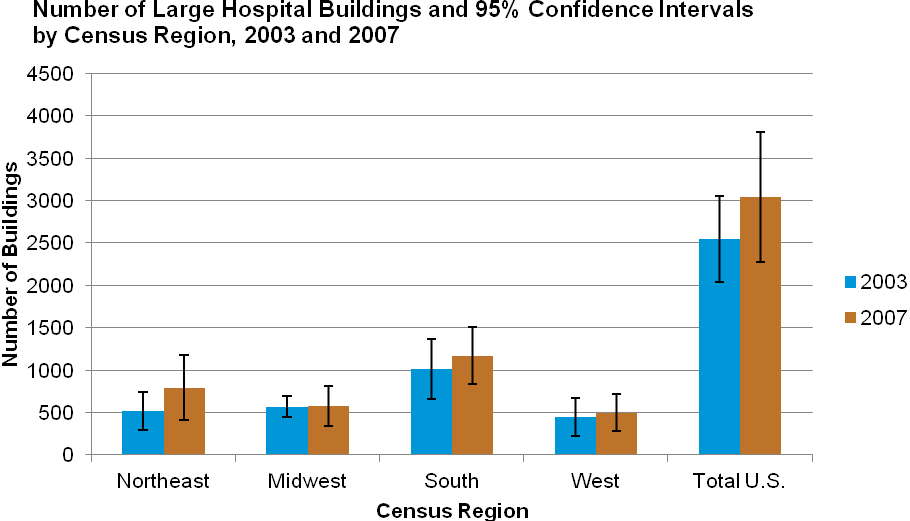 Number of Large Hospital Buildings and 95% Confidence Intervals
by Census Region, 2003 and 2007
Number of Buildings
4500
4000
3500
3000
2500
2000
1500
1000
500
0
Northeast
Midwest
South
West
Total U.S.
Census Region
2003
2007